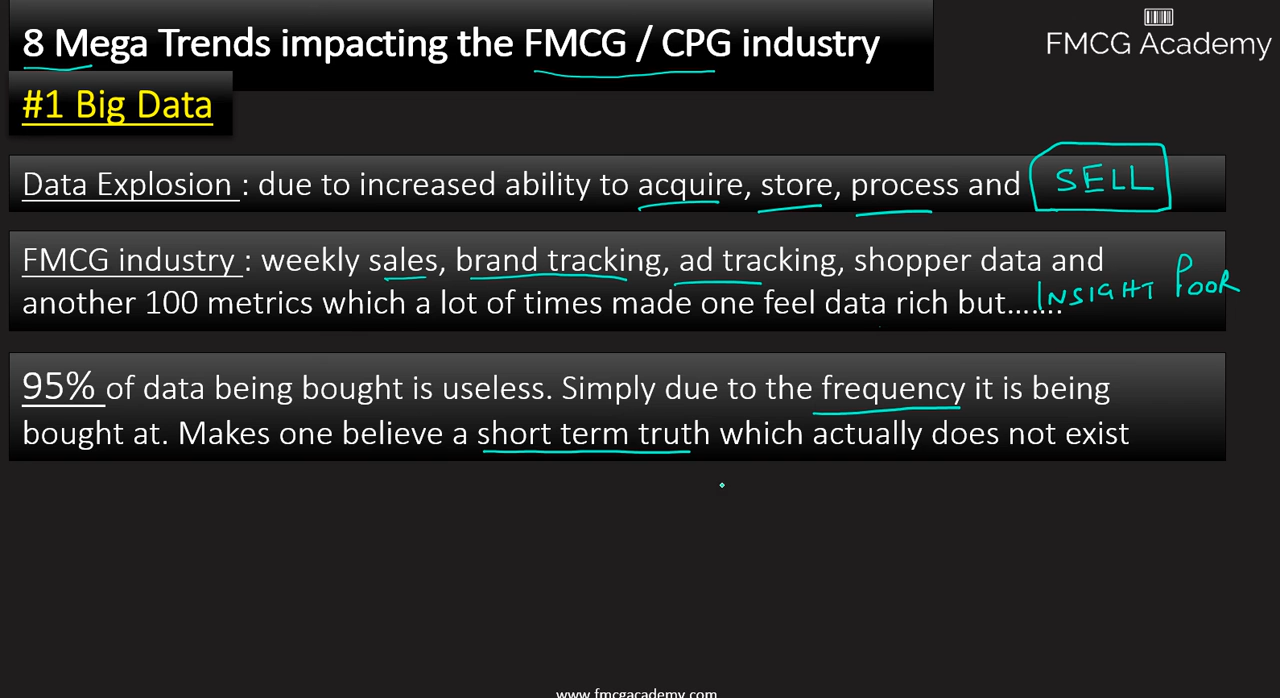 8 Mega Trends impacting the FMCG / CPG industry
FMCG Academy
#1 Big Data
Data Explosion : due to increased ability to acquire, store, process and SELL
FMCG industry : weekly sales, brand tracking, ad tracking, shopper data and
another 100 metrics which a lot of times made one feel data rich but....... INSIGHT POOR
95% of data being bought is useless. Simply due to the frequency it is being
bought at. Makes one believe a short term truth which actually does not exist
www.fmcgacademy.com